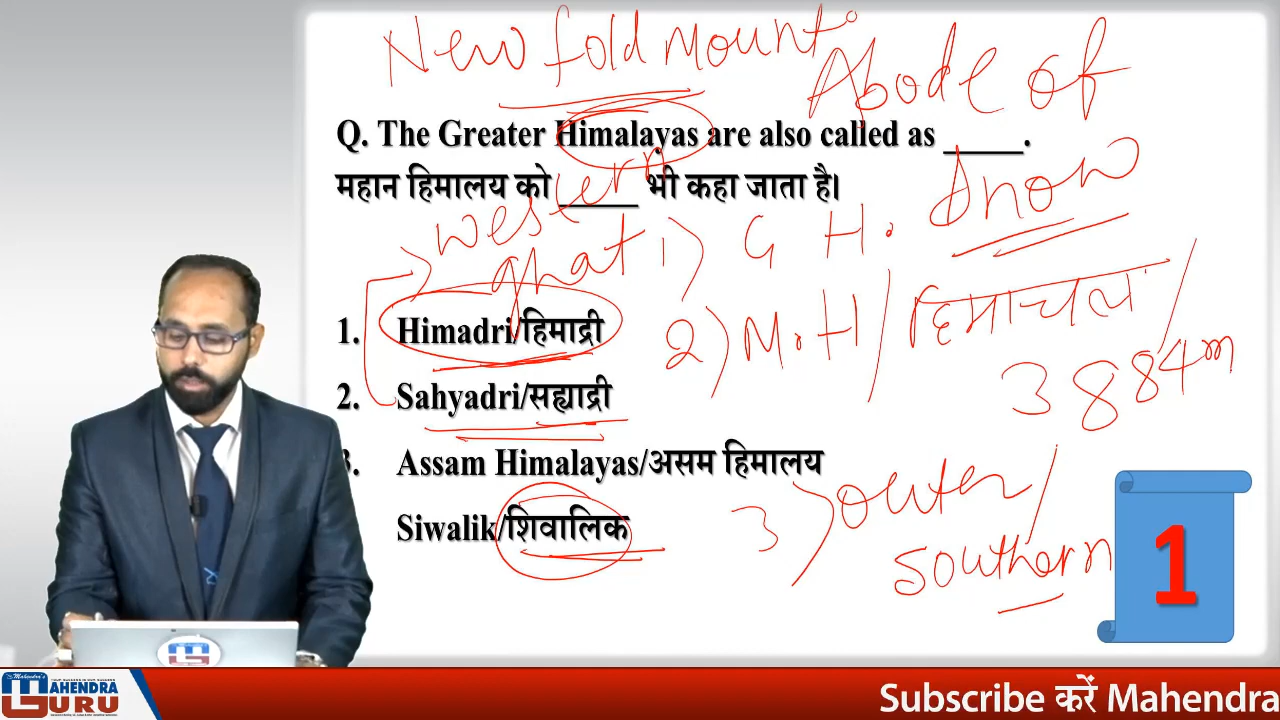 New fold Mount
Abode of
Snow
Q. The Greater Himalayas are also called as _____.
महान हिमालय को _____ भी कहा जाता है।
western
ghat
1) G H.
1. Himadri/हिमाद्री
2) M.H/हिमाचल/
3884m
2. Sahyadri/सह्याद्री
3. Assam Himalayas/असम हिमालय
Siwalik/शिवालिक
3) outer/
southern
1
Mahendra's
MAHENDRA
GURU
Subscribe करें Mahendra